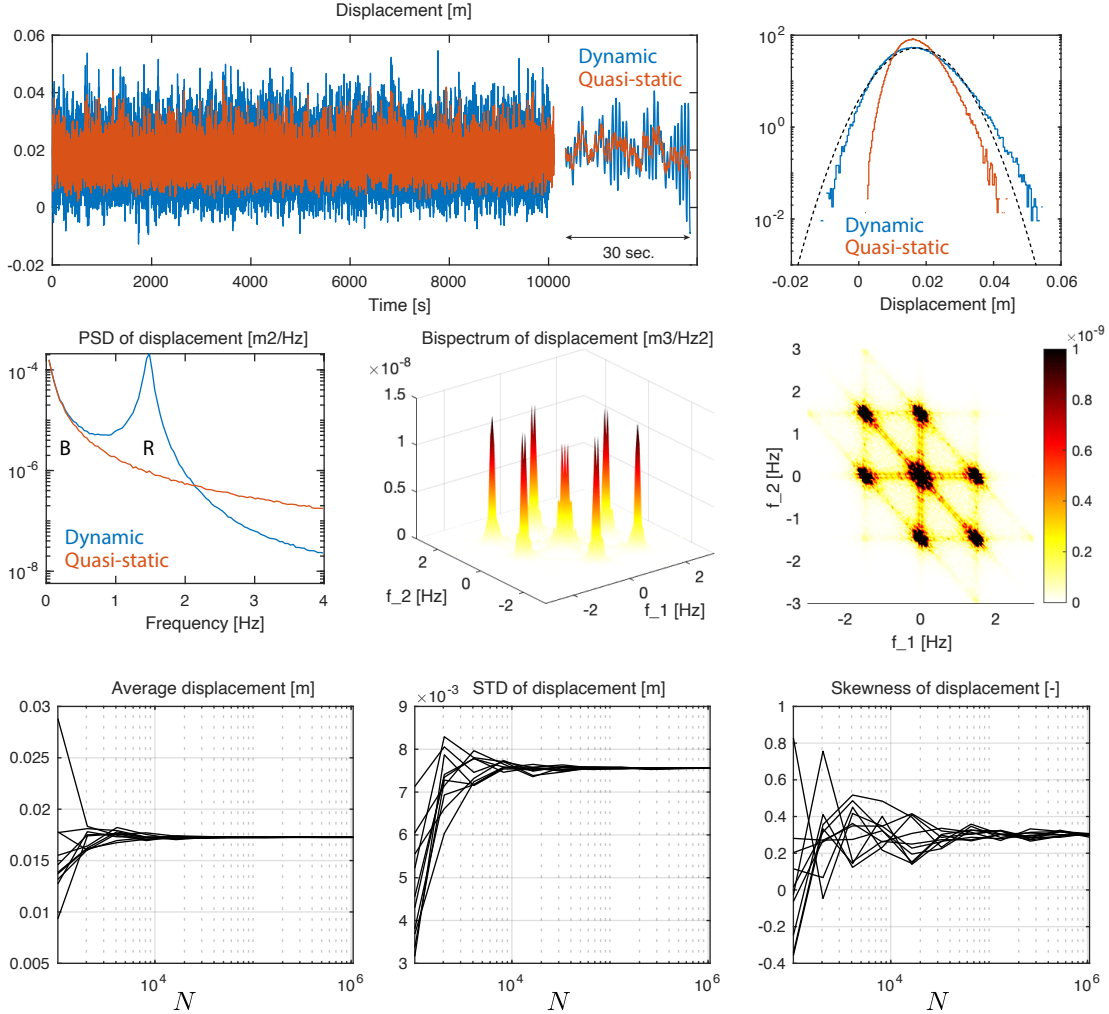 Displacement [m]
0.06
0.04
0.02
0
-0.02
Dynamic
Quasi-static
30 sec.
0 2000 4000 6000 8000 10000
Time [s]
10^2
10^0
10^-2
Dynamic
Quasi-static
-0.02 0 0.02 0.04 0.06
Displacement [m]
PSD of displacement [m2/Hz]
10^-4
10^-6
10^-8
B
R
Dynamic
Quasi-static
0 1 2 3 4
Frequency [Hz]
Bispectrum of displacement [m3/Hz2]
×10^-8
1.5
1
0.5
0
2
0
-2
f_2 [Hz]
-2
0
2
f_1 [Hz]
×10^-9
3
2
1
0
-1
-2
-3
f_2 [Hz]
-2 0 2
f_1 [Hz]
1
0.8
0.6
0.4
0.2
0
Average displacement [m]
0.03
0.025
0.02
0.015
0.01
0.005
10^4 10^6
N
STD of displacement [m]
×10^-3
9
8
7
6
5
4
3
10^4 10^6
N
Skewness of displacement [-]
1
0.8
0.6
0.4
0.2
0
-0.2
-0.4
10^4 10^6
N